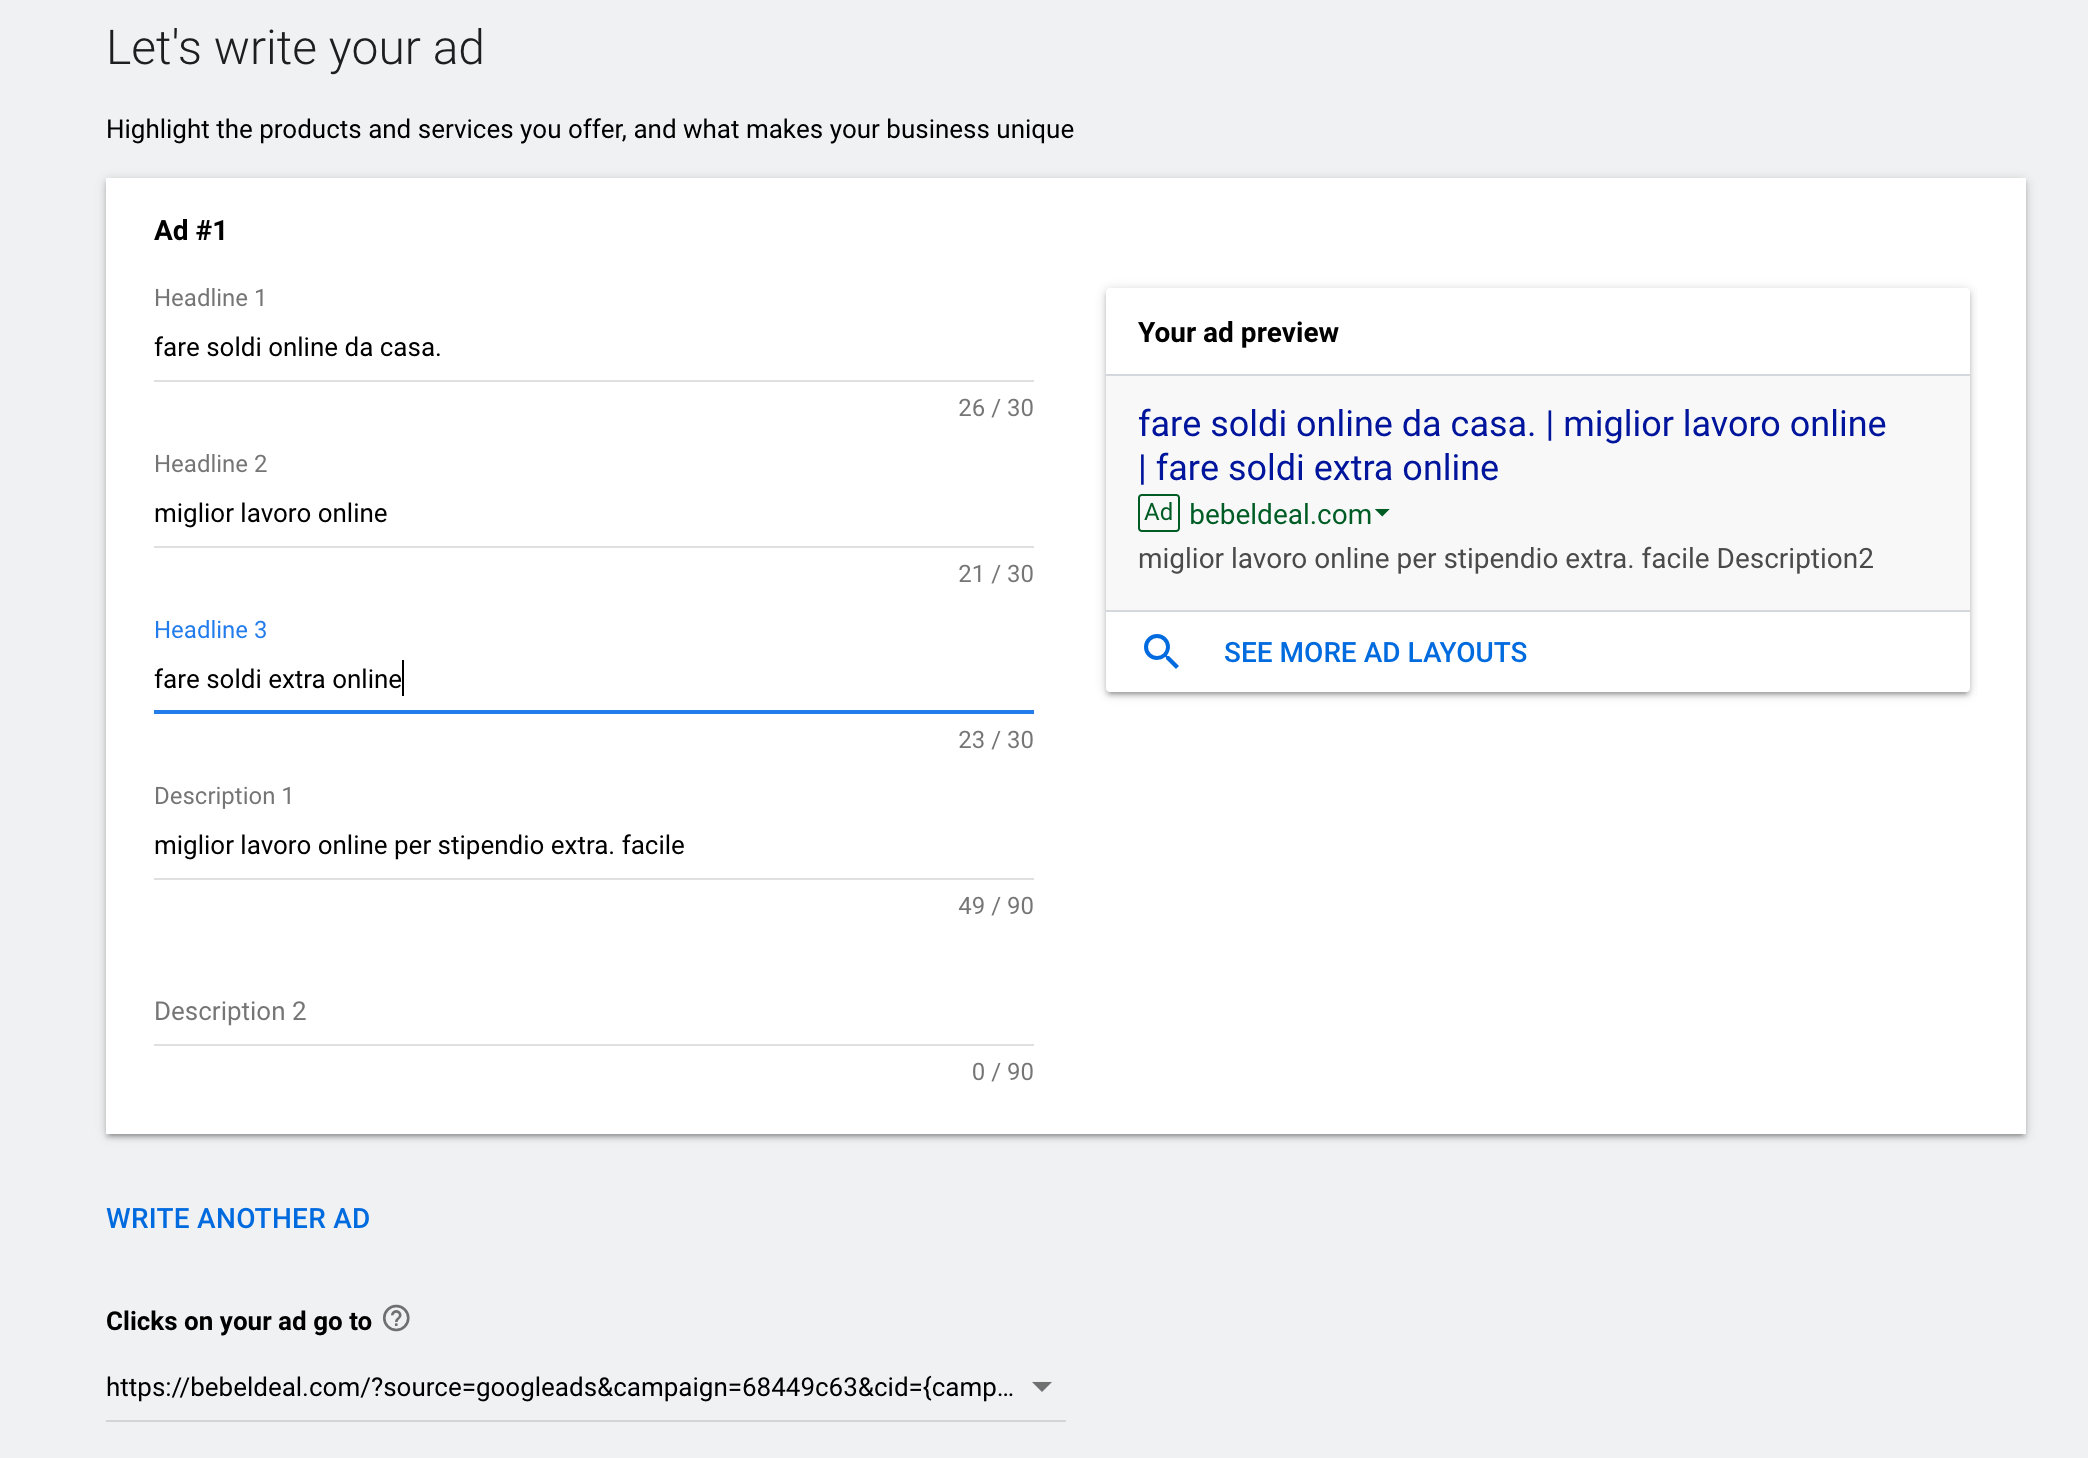 Let's write your ad
Highlight the products and services you offer, and what makes your business unique
Ad #1
Headline 1
fare soldi online da casa.
26 / 30
Headline 2
miglior lavoro online
21 / 30
Headline 3
fare soldi extra online
23 / 30
Description 1
miglior lavoro online per stipendio extra. facile
49 / 90
Description 2
0 / 90
Your ad preview
fare soldi online da casa. | miglior lavoro online
| fare soldi extra online
Ad bebeldeal.com
miglior lavoro online per stipendio extra. facile Description2
SEE MORE AD LAYOUTS
WRITE ANOTHER AD
Clicks on your ad go to ?
https://bebeldeal.com/?source=googleads&campaign=68449c63&cid={camp...